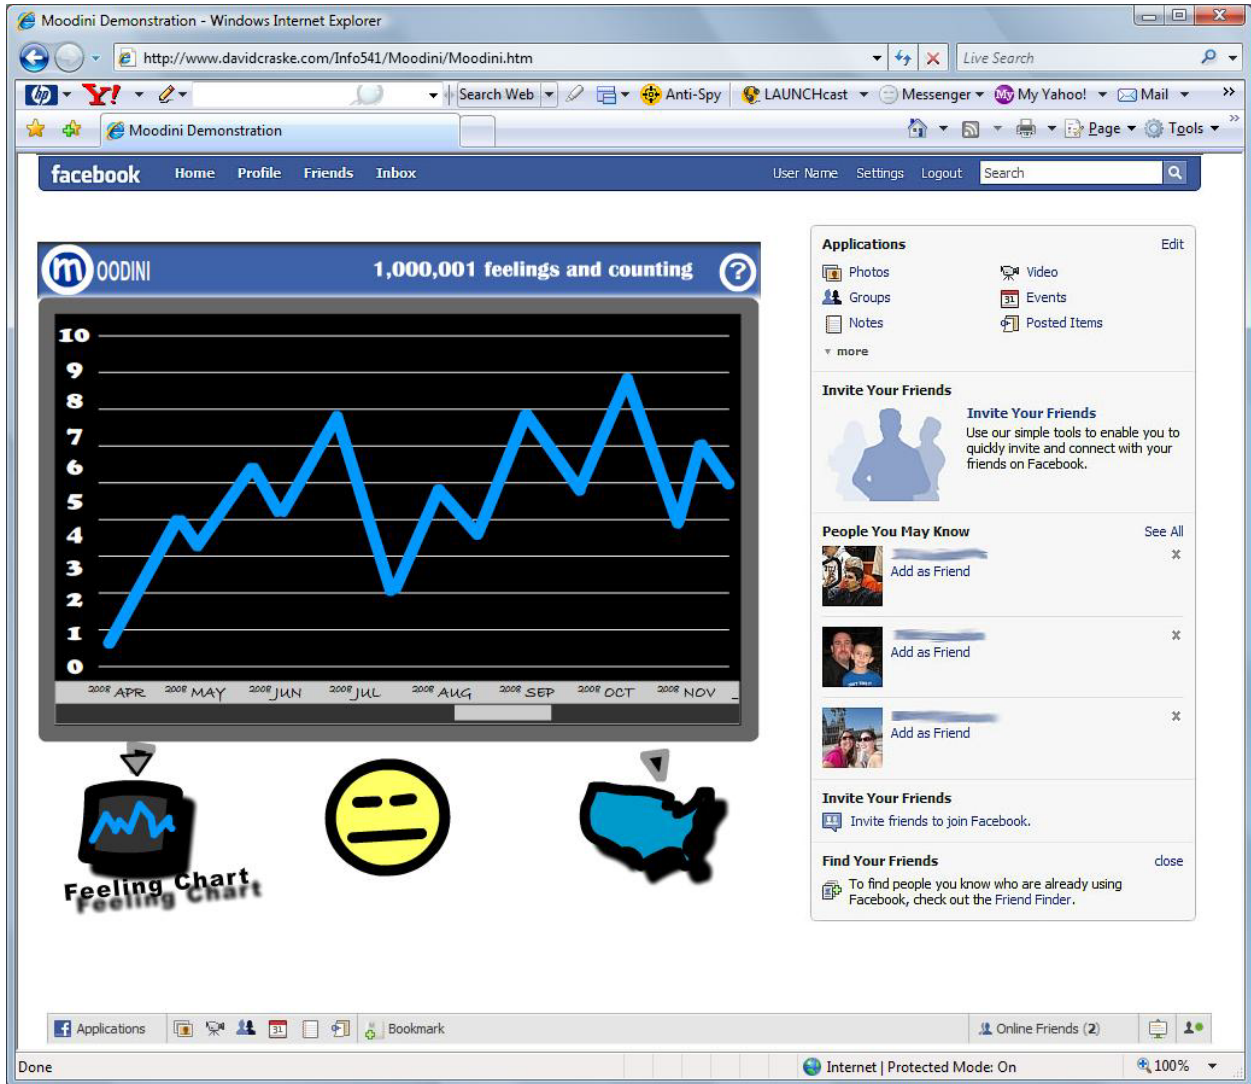 Moodini Demonstration - Windows Internet Explorer
http://www.davidcraske.com/Info541/Moodini/Moodini.htm
Live Search
hp Y! Search Web Anti-Spy LAUNCHcast Messenger My My Yahoo! Mail »
Moodini Demonstration
Page Tools »
facebook Home Profile Friends Inbox
User Name Settings Logout Search
mOODINI 1,000,001 feelings and counting ?
10
9
8
7
6
5
4
3
2
1
0
2008 APR 2008 MAY 2008 JUN 2008 JUL 2008 AUG 2008 SEP 2008 OCT 2008 NOV
Feeling Chart
Applications Edit
Photos Video
Groups 31 Events
Notes Posted Items
more
Invite Your Friends
Invite Your Friends
Use our simple tools to enable you to
quickly invite and connect with your
friends on Facebook.
People You May Know See All
Add as Friend
Add as Friend
Add as Friend
Invite Your Friends
Invite friends to join Facebook.
Find Your Friends close
To find people you know who are already using
Facebook, check out the Friend Finder.
f Applications 31 Bookmark Online Friends (2)
Done Internet | Protected Mode: On 100%